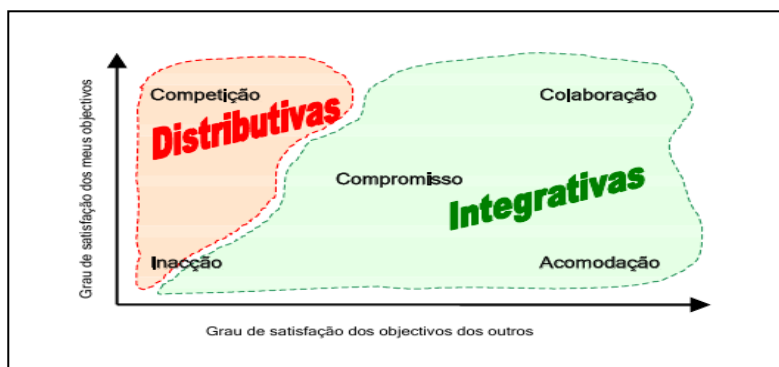 Grau de satisfação dos meus objectivos
Competição
Colaboração
Distributivas
Compromisso
Integrativas
Inacção
Acomodação
Grau de satisfação dos objectivos dos outros